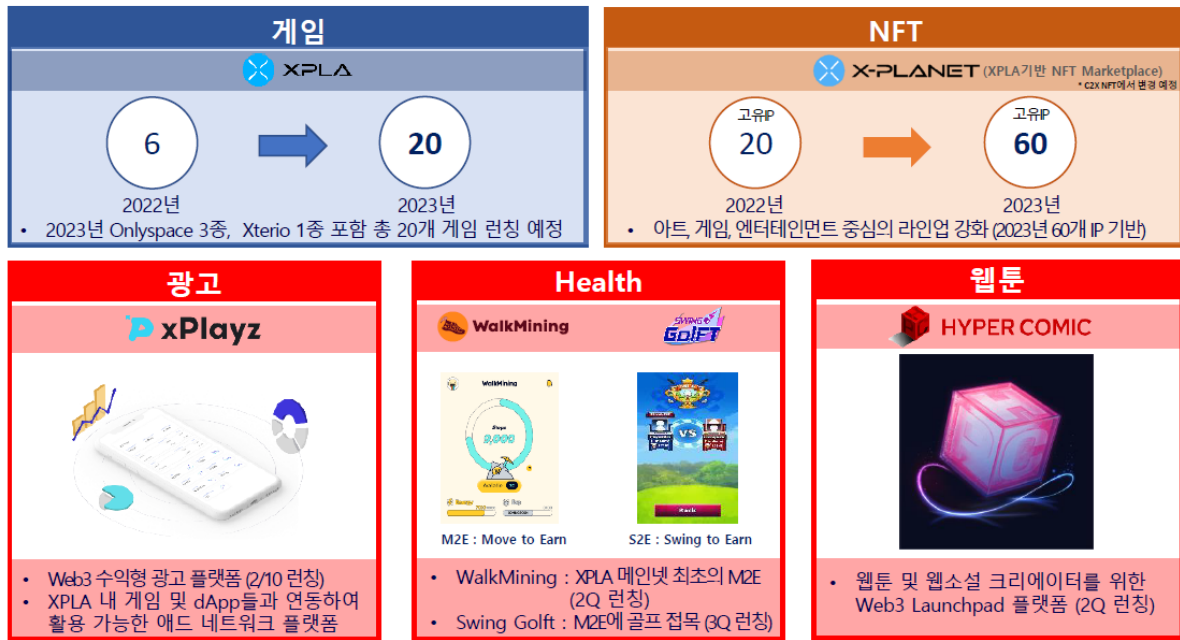 게임
XPLA
6
20
2022년
2023년
• 2023년 Onlyspace 3종, Xterio 1종 포함 총 20개 게임 런칭 예정
NFT
X-PLANET (XPLA기반 NFT Marketplace)
* C2X NFT에서 변경 예정
고유IP
20
고유IP
60
2022년
2023년
• 아트, 게임, 엔터테인먼트 중심의 라인업 강화 (2023년 60개 IP 기반)
광고
xPlayz
• Web3 수익형 광고 플랫폼 (2/10 런칭)
• XPLA 내 게임 및 dApp들과 연동하여
활용 가능한 애드 네트워크 플랫폼
Health
WalkMining
SWING
GOLFT
WalkMining
Steps
9,000
VS
M2E : Move to Earn
S2E : Swing to Earn
• WalkMining : XPLA 메인넷 최초의 M2E
(2Q 런칭)
• Swing Golft : M2E에 골프 접목 (3Q 런칭)
웹툰
HYPER COMIC
• 웹툰 및 웹소설 크리에이터를 위한
Web3 Launchpad 플랫폼 (2Q 런칭)